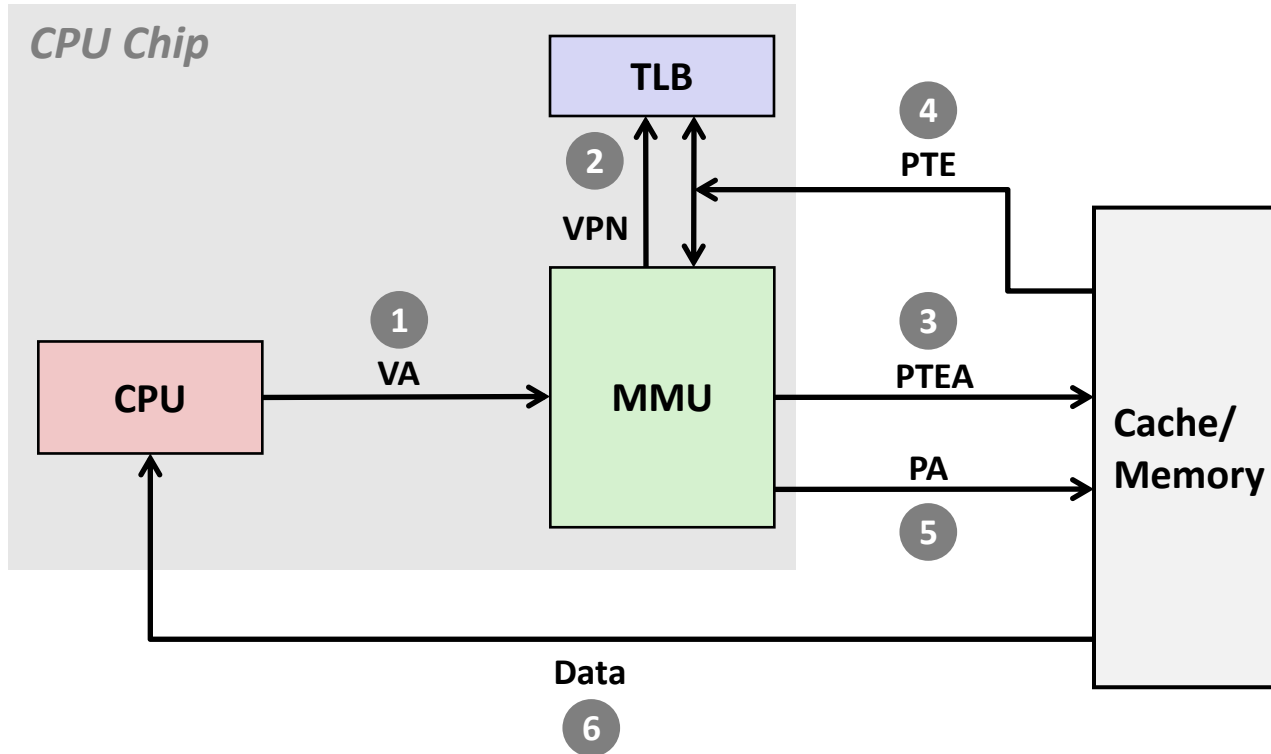 CPU Chip
TLB
4
PTE
2
VPN
1
VA
3
PTEA
CPU
MMU
Cache/
Memory
PA
5
Data
6